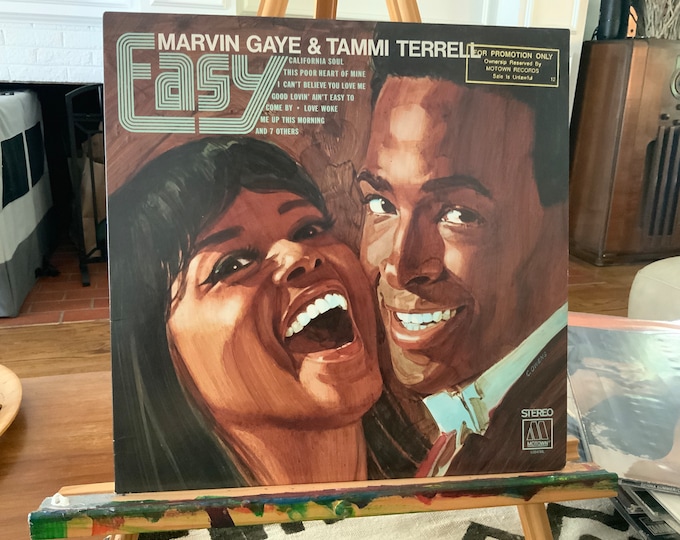 MARVIN GAYE & TAMMI TERRELL
Easy
CALIFORNIA SOUL
THIS POOR HEART OF MINE
I CAN'T BELIEVE YOU LOVE ME
GOOD LOVIN' AIN'T EASY TO
COME BY • LOVE WOKE
ME UP THIS MORNING
AND 7 OTHERS
FOR PROMOTION ONLY
Ownersip Reserved By
MOTOWN RECORDS
Sale Is Unlawful
12
STEREO
M
MOTOWN